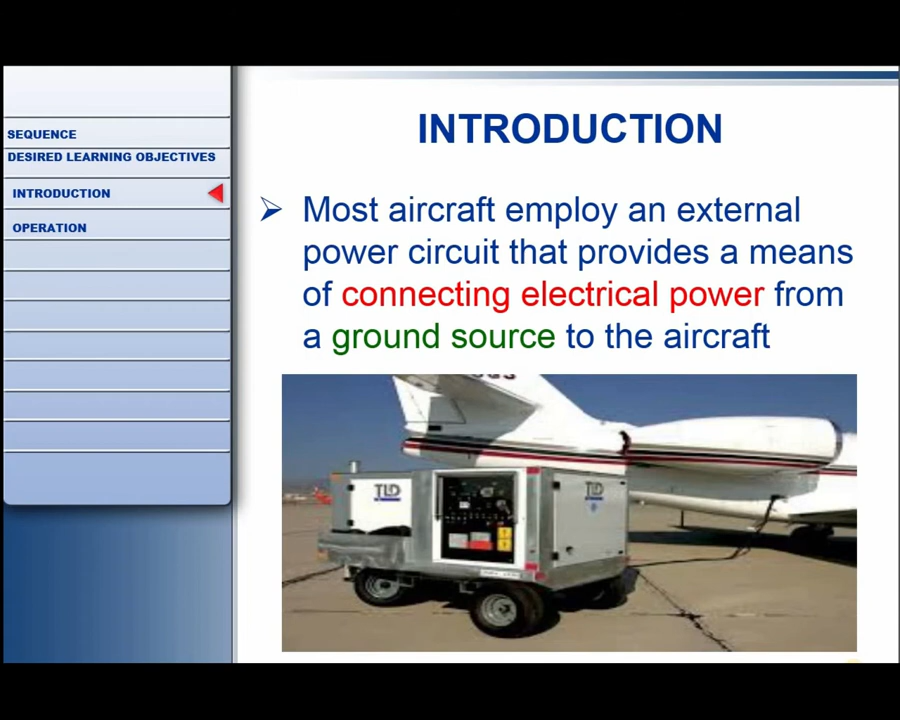 SEQUENCE
DESIRED LEARNING OBJECTIVES
INTRODUCTION
OPERATION
INTRODUCTION
Most aircraft employ an external
power circuit that provides a means
of connecting electrical power from
a ground source to the aircraft
TLD
TLD